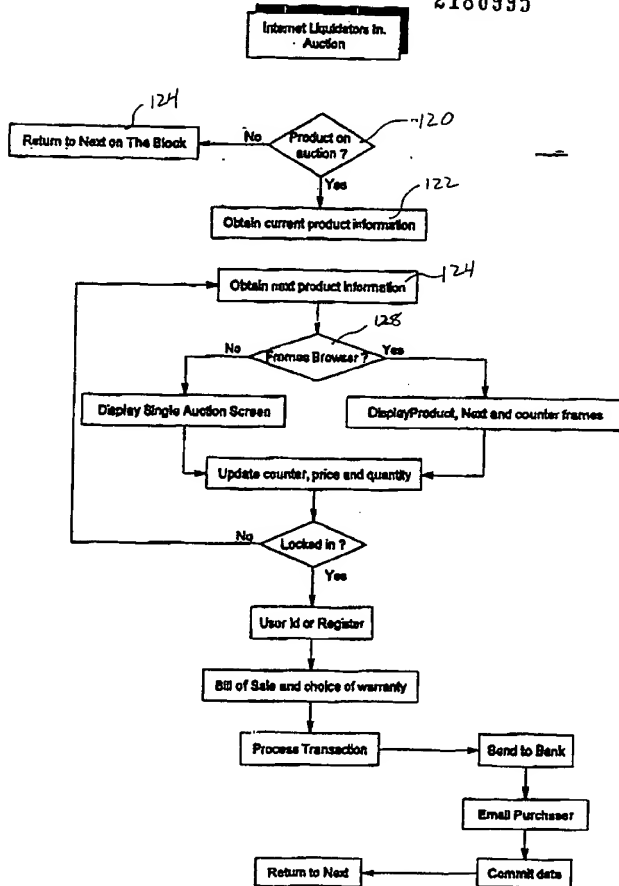 2180995
Internet Liquidators In.
Auction
124
120
Return to Next on The Block
No
Product on
auction ?
Yes
122
Obtain current product information
Obtain next product information
124
128
No
Frames Browser ?
Yes
Display Single Auction Screen
DisplayProduct, Next and counter frames
Update counter, price and quantity
No
Locked in ?
Yes
User Id or Register
Bill of Sale and choice of warranty
Process Transaction
Send to Bank
Email Purchaser
Return to Next
Commit data